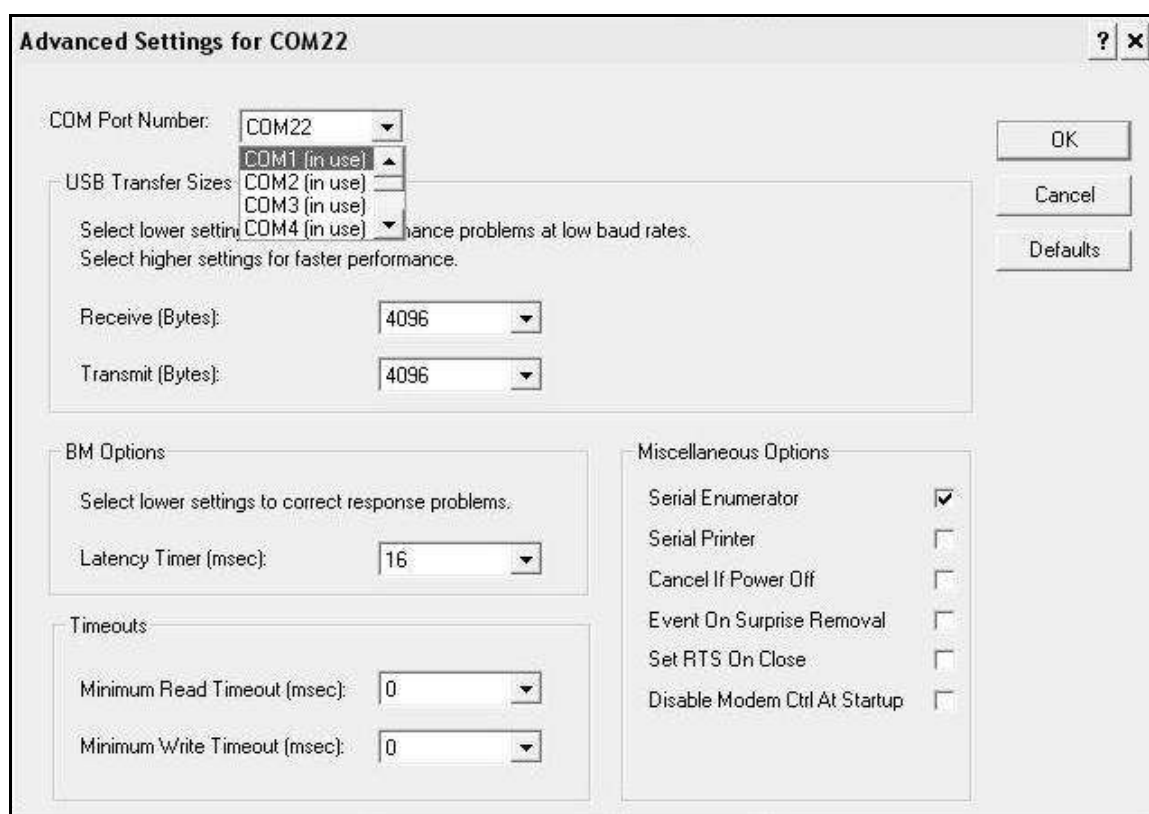 Advanced Settings for COM22
? ×
COM Port Number: COM22
COM1 (in use)
COM2 (in use)
COM3 (in use)
COM4 (in use)
OK
Cancel
Defaults
USB Transfer Sizes
Select lower hance problems at low baud rates.
Select higher settings for faster performance.
Receive (Bytes): 4096
Transmit (Bytes): 4096
BM Options
Select lower settings to correct response problems.
Latency Timer (msec): 16
Timeouts
Minimum Read Timeout (msec): 0
Minimum Write Timeout (msec): 0
Miscellaneous Options
Serial Enumerator
Serial Printer
Cancel If Power Off
Event On Surprise Removal
Set RTS On Close
Disable Modem Ctrl At Startup